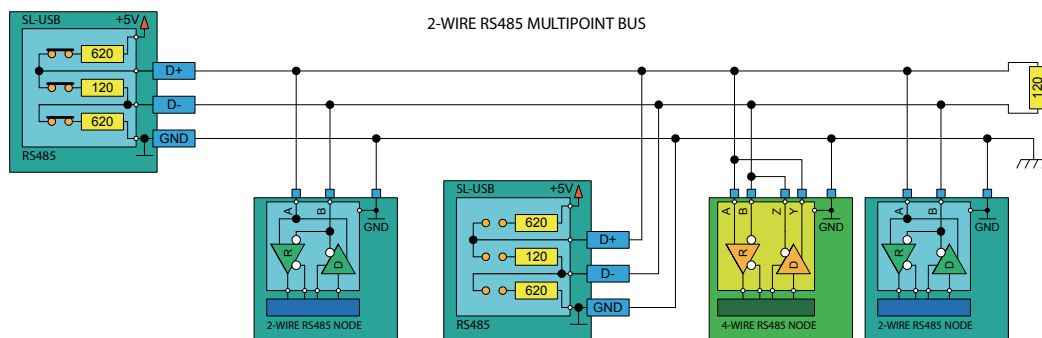 2-WIRE RS485 MULTIPOINT BUS
SL-USB +5V
620
120
620
RS485
D+
D-
GND
120
A B
GND
R D
2-WIRE RS485 NODE
SL-USB +5V
620
120
620
RS485
D+
D-
GND
A B Z Y
GND
R D
4-WIRE RS485 NODE
A B
GND
R D
2-WIRE RS485 NODE